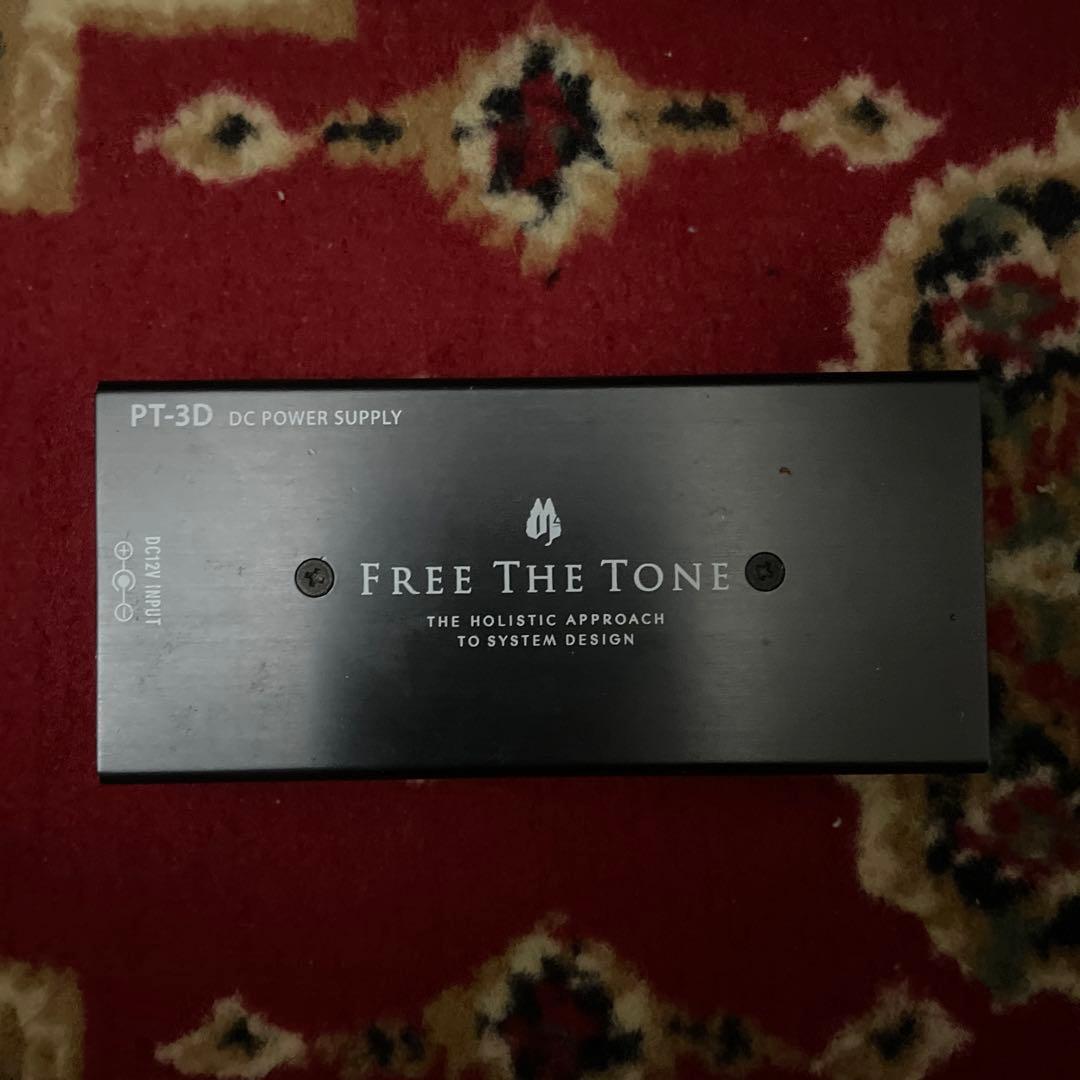 PT-3D DC POWER SUPPLY
DC12V INPUT
FREE THE TONE
THE HOLISTIC APPROACH
TO SYSTEM DESIGN